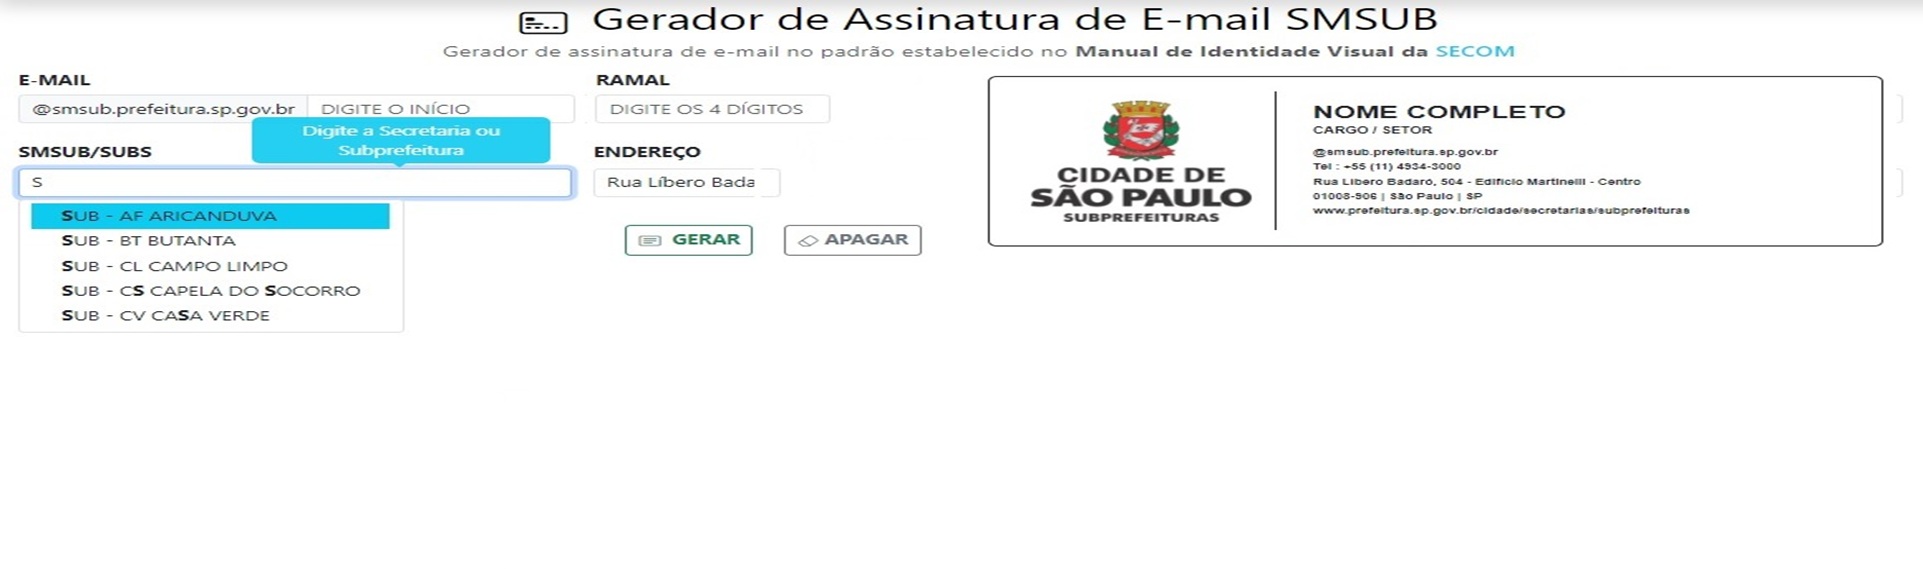 Gerador de Assinatura de E-mail SMSUB
Gerador de assinatura de e-mail no padrão estabelecido no Manual de Identidade Visual da SECOM
E-MAIL
@smsub.prefeitura.sp.gov.br DIGITE O INÍCIO
RAMAL
DIGITE OS 4 DÍGITOS
Digite a Secretaria ou
Subprefeitura
SMSUB/SUBS
S
ENDEREÇO
Rua Líbero Bada
SUB - AF ARICANDUVA
SUB - BT BUTANTA
SUB - CL CAMPO LIMPO
SUB - CS CAPELA DO SOCORRO
SUB - CV CASA VERDE
GERAR
APAGAR
CIDADE DE
SÃO PAULO
SUBPREFEITURAS
NOME COMPLETO
CARGO / SETOR
@smsub.prefeitura.sp.gov.br
Tel : +55 (11) 4934-3000
Rua Líbero Badaró, 504 - Edifício Martinelli - Centro
01008-906 | São Paulo | SP
www.prefeitura.sp.gov.br/cidade/secretarias/subprefeituras